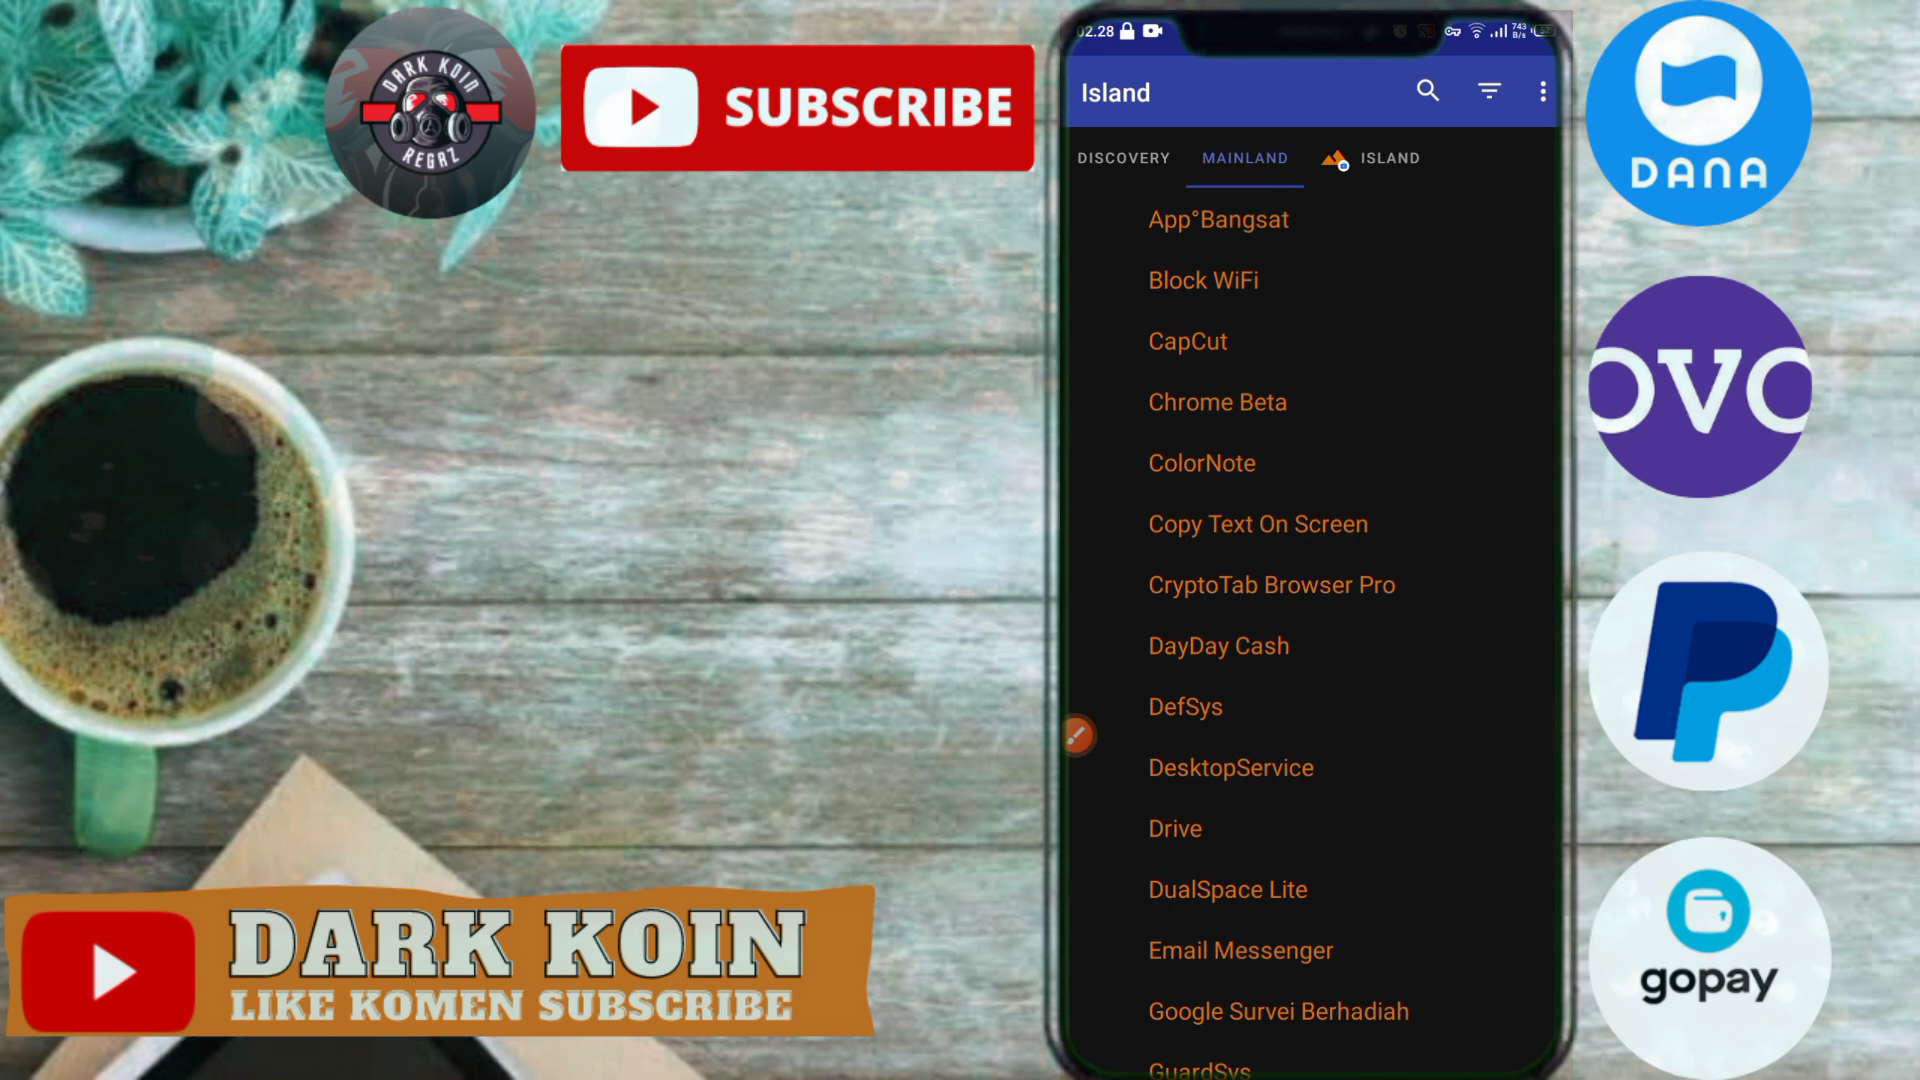 DARK KOIN
REGAZ
SUBSCRIBE
DARK KOIN
LIKE KOMEN SUBSCRIBE
02.28
743
B/s
Island
DISCOVERY
MAINLAND
ISLAND
App°Bangsat
Block WiFi
CapCut
Chrome Beta
ColorNote
Copy Text On Screen
CryptoTab Browser Pro
DayDay Cash
DefSys
DesktopService
Drive
DualSpace Lite
Email Messenger
Google Survei Berhadiah
GuardSys
DANA
OVO
P
gopay